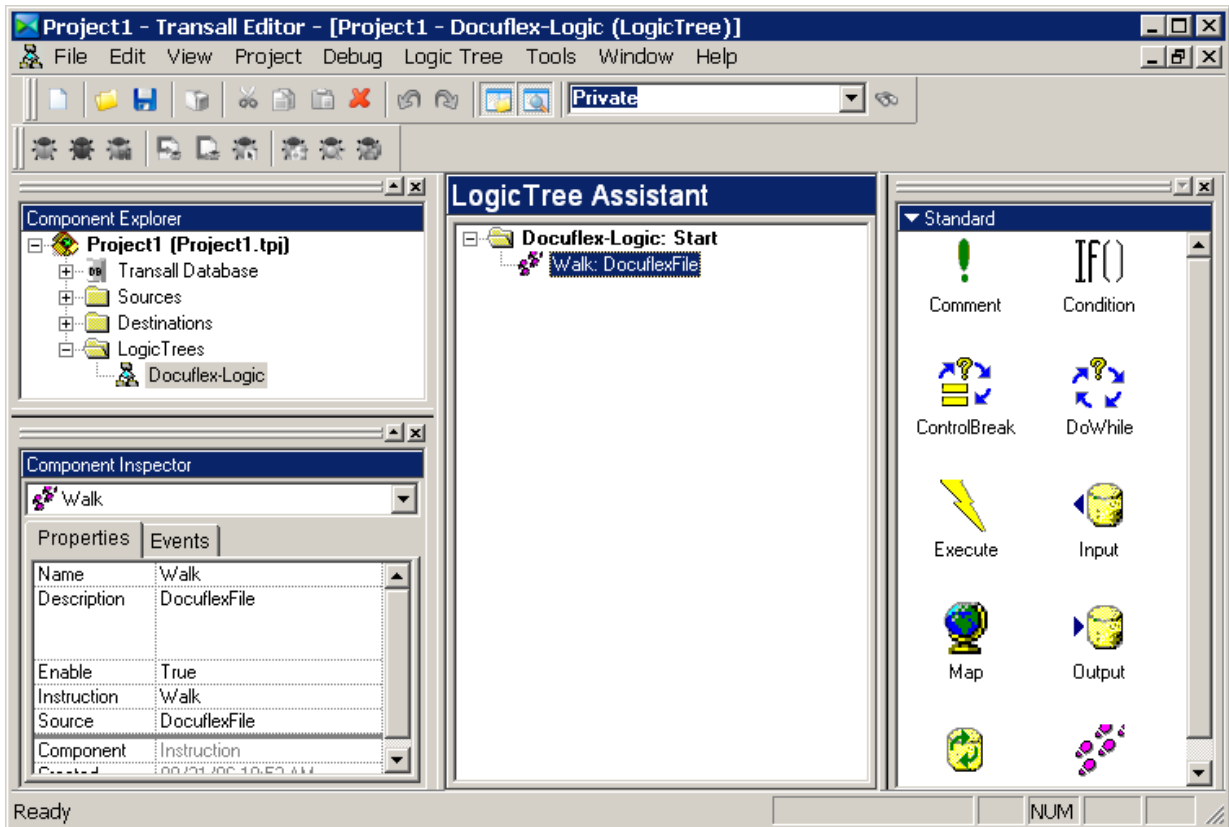 Project1 - Transall Editor - [Project1 - Docuflex-Logic (LogicTree)]
File Edit View Project Debug Logic Tree Tools Window Help
Private
Component Explorer
Project1 (Project1.tpj)
DB Transall Database
Sources
Destinations
LogicTrees
Docuflex-Logic
Component Inspector
Walk
Properties Events
Name Walk
Description DocuflexFile
Enable True
Instruction Walk
Source DocuflexFile
Component Instruction
LogicTree Assistant
Docuflex-Logic: Start
Walk: DocuflexFile
Standard
IF()
Comment Condition
ControlBreak DoWhile
Execute Input
Map Output
Ready NUM